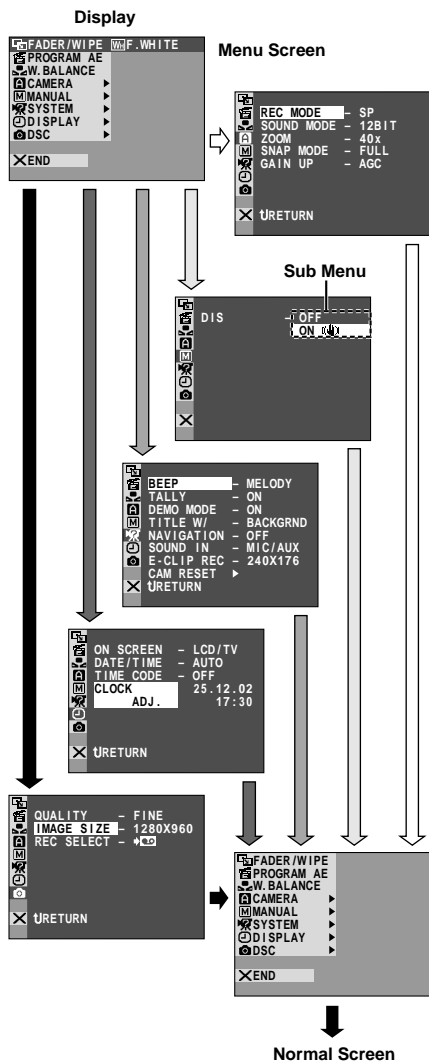 Display
FADER/WIPE WH F.WHITE
PROGRAM AE
W.BALANCE
A CAMERA
M MANUAL
SYSTEM
DISPLAY
DSC
END
Menu Screen
REC MODE – SP
SOUND MODE – 12BIT
A ZOOM – 40x
M SNAP MODE – FULL
GAIN UP – AGC
RETURN
Sub Menu
DIS – OFF
ON
A
M
BEEP – MELODY
TALLY – ON
A DEMO MODE – ON
M TITLE W/ – BACKGRND
NAVIGATION – OFF
SOUND IN – MIC/AUX
E-CLIP REC – 240X176
CAM RESET
RETURN
ON SCREEN – LCD/TV
DATE/TIME – AUTO
A TIME CODE – OFF
M CLOCK 25.12.02
ADJ. 17:30
RETURN
QUALITY – FINE
IMAGE SIZE – 1280X960
A REC SELECT –
M
RETURN
FADER/WIPE
PROGRAM AE
W.BALANCE
A CAMERA
M MANUAL
SYSTEM
DISPLAY
DSC
END
Normal Screen